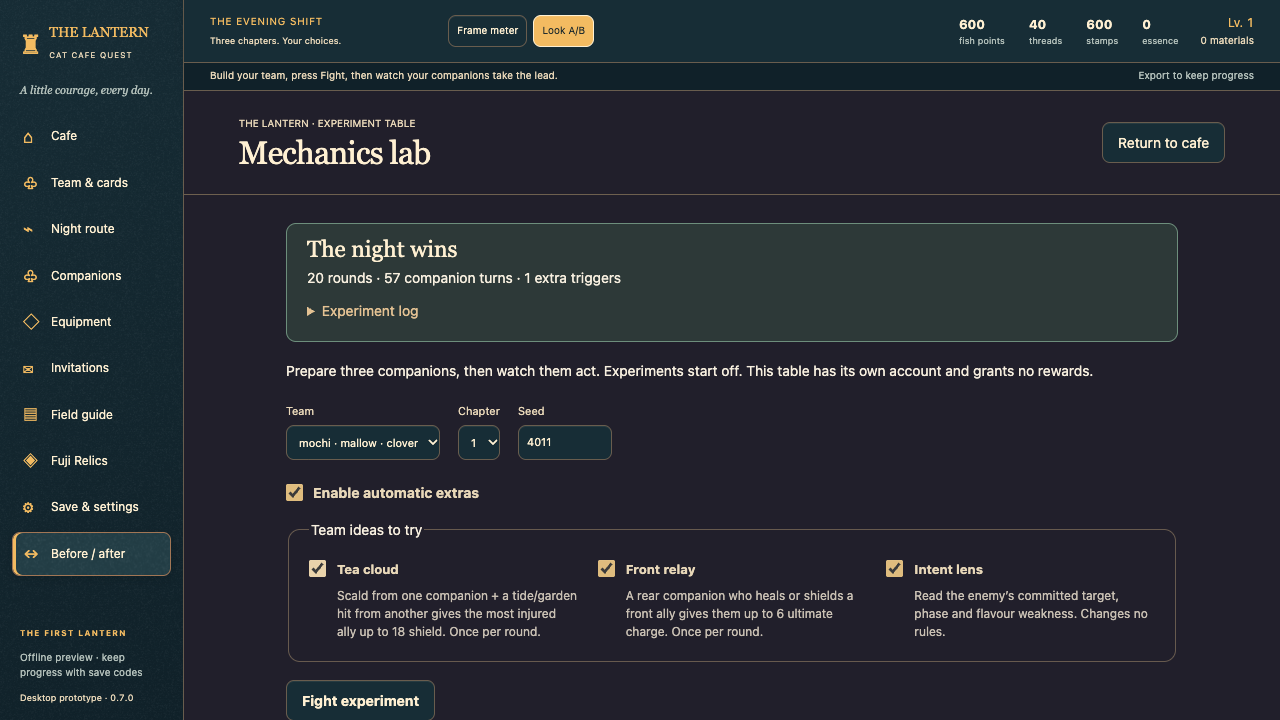 THE LANTERN
CAT CAFE QUEST
A little courage, every day.
Cafe
Team & cards
Night route
Companions
Equipment
Invitations
Field guide
Fuji Relics
Save & settings
Before / after
THE FIRST LANTERN
Offline preview · keep
progress with save codes
Desktop prototype · 0.7.0
THE EVENING SHIFT
Three chapters. Your choices.
Frame meter
Look A/B
600
fish points
40
threads
600
stamps
0
essence
Lv. 1
0 materials
Build your team, press Fight, then watch your companions take the lead.
Export to keep progress
THE LANTERN · EXPERIMENT TABLE
Mechanics lab
Return to cafe
The night wins
20 rounds · 57 companion turns · 1 extra triggers
Experiment log
Prepare three companions, then watch them act. Experiments start off. This table has its own account and grants no rewards.
Team
Chapter
Seed
mochi · mallow · clover
1
4011
Enable automatic extras
Team ideas to try
Tea cloud
Scald from one companion + a tide/garden
hit from another gives the most injured
ally up to 18 shield. Once per round.
Front relay
A rear companion who heals or shields a
front ally gives them up to 6 ultimate
charge. Once per round.
Intent lens
Read the enemy's committed target,
phase and flavour weakness. Changes no
rules.
Fight experiment